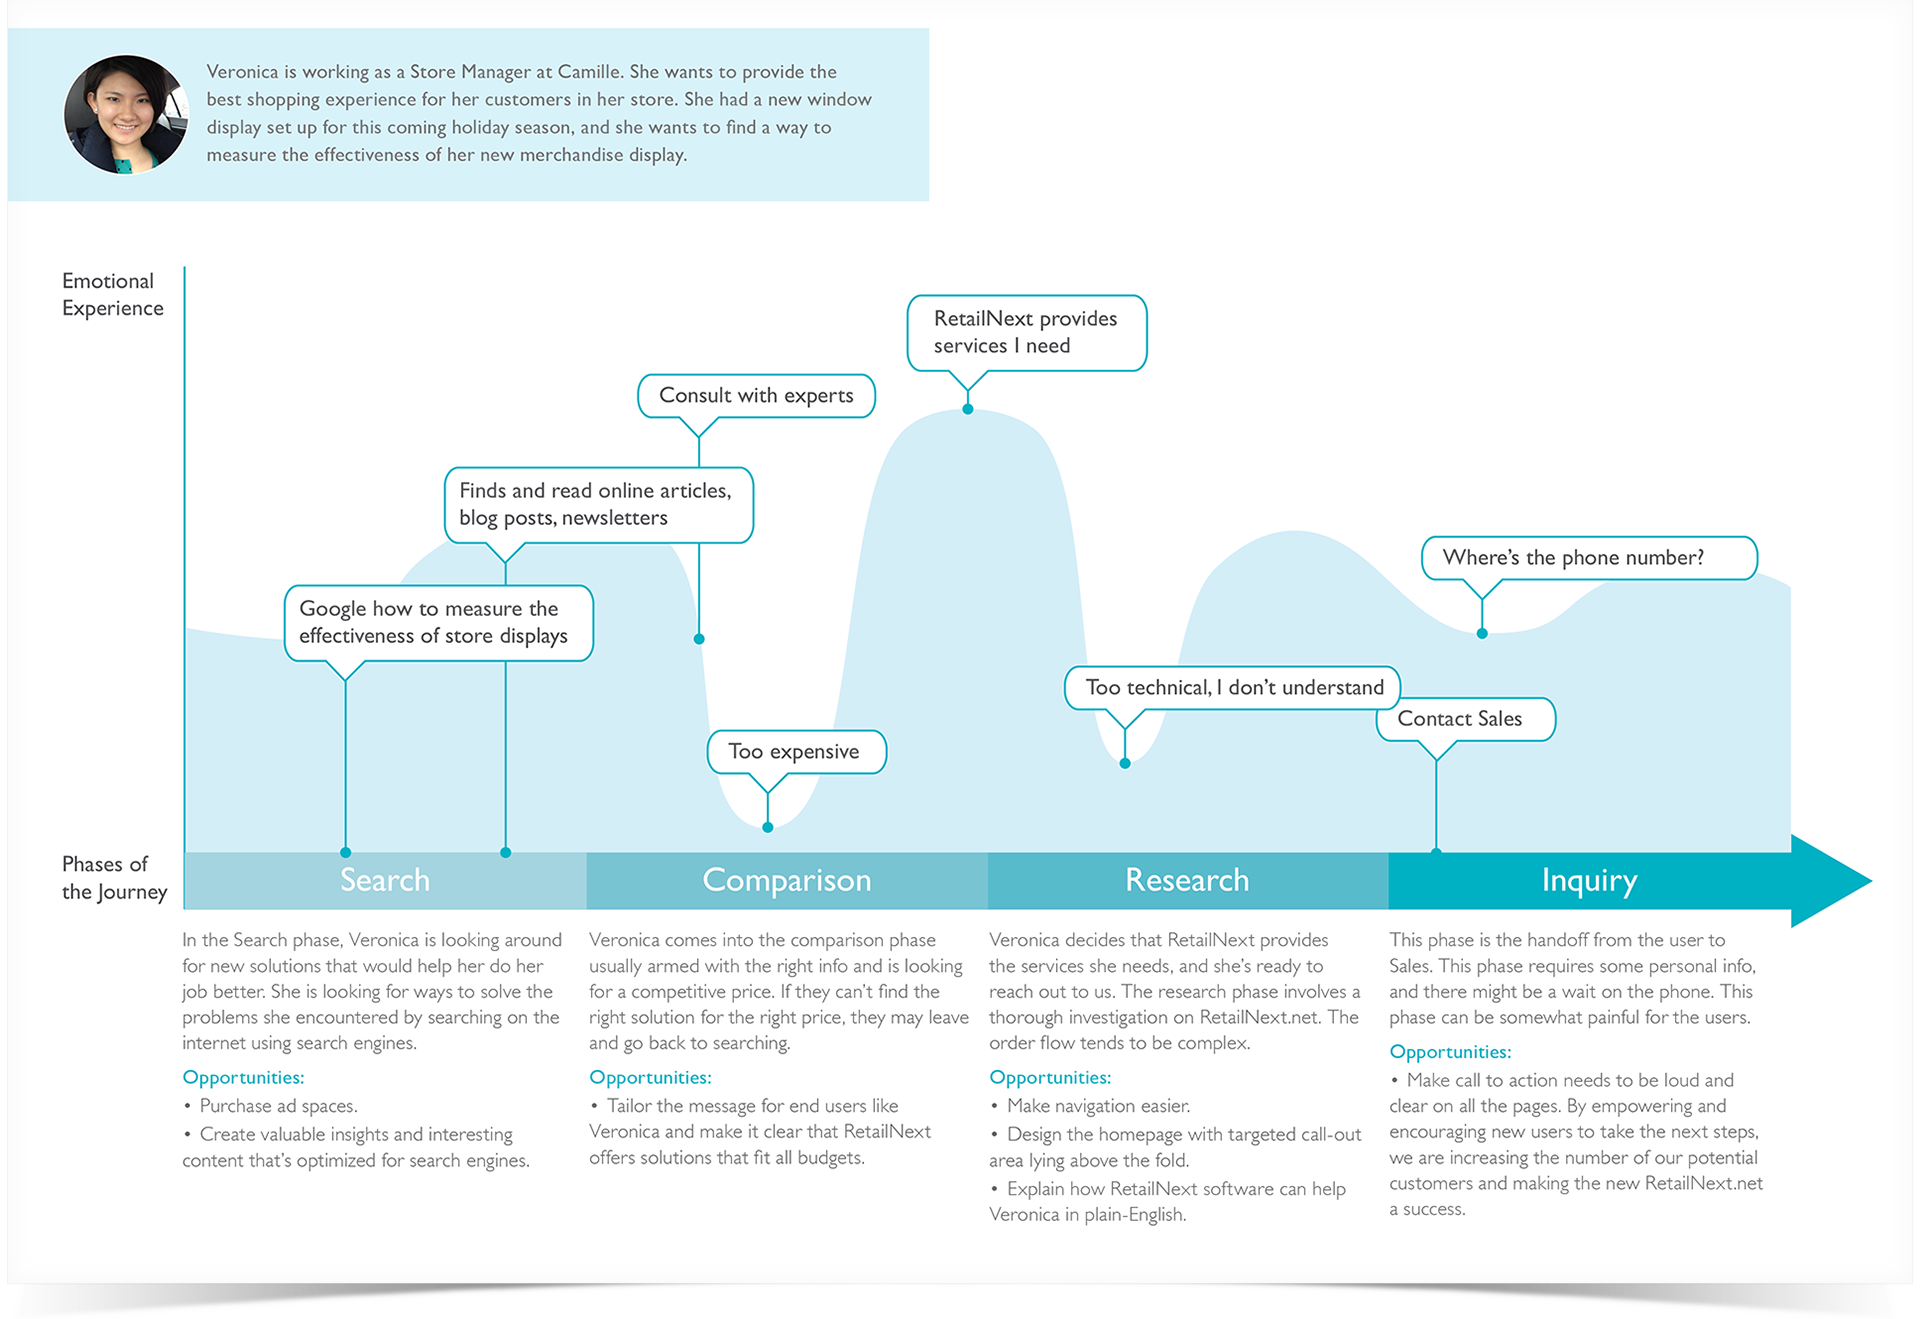 Veronica is working as a Store Manager at Camille. She wants to provide the
best shopping experience for her customers in her store. She had a new window
display set up for this coming holiday season, and she wants to find a way to
measure the effectiveness of her new merchandise display.
Emotional
Experience
RetailNext provides
services I need
Consult with experts
Finds and read online articles,
blog posts, newsletters
Where's the phone number?
Google how to measure the
effectiveness of store displays
Too technical, I don't understand
Contact Sales
Too expensive
Phases of
the Journey
Search
Comparison
Research
Inquiry
In the Search phase, Veronica is looking around
for new solutions that would help her do her
job better. She is looking for ways to solve the
problems she encountered by searching on the
internet using search engines.
Opportunities:
• Purchase ad spaces.
• Create valuable insights and interesting
content that's optimized for search engines.
Veronica comes into the comparison phase
usually armed with the right info and is looking
for a competitive price. If they can't find the
right solution for the right price, they may leave
and go back to searching.
Opportunities:
• Tailor the message for end users like
Veronica and make it clear that RetailNext
offers solutions that fit all budgets.
Veronica decides that RetailNext provides
the services she needs, and she's ready to
reach out to us. The research phase involves a
thorough investigation on RetailNext.net. The
order flow tends to be complex.
Opportunities:
• Make navigation easier.
• Design the homepage with targeted call-out
area lying above the fold.
• Explain how RetailNext software can help
Veronica in plain-English.
This phase is the handoff from the user to
Sales. This phase requires some personal info,
and there might be a wait on the phone. This
phase can be somewhat painful for the users.
Opportunities:
• Make call to action needs to be loud and
clear on all the pages. By empowering and
encouraging new users to take the next steps,
we are increasing the number of our potential
customers and making the new RetailNext.net
a success.